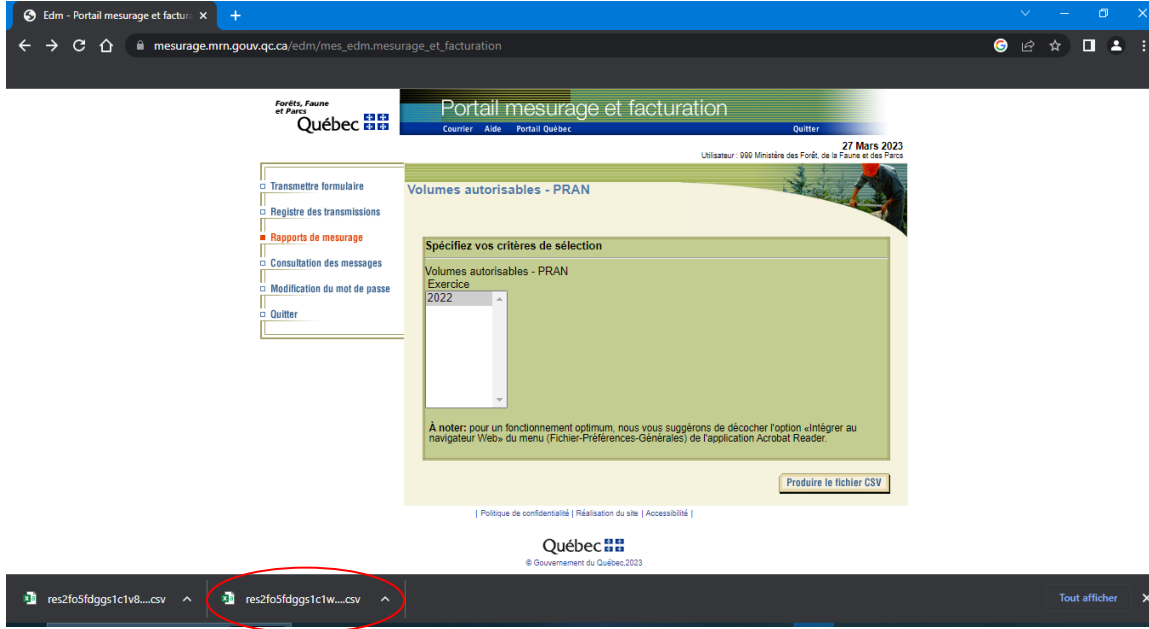 Edm - Portail mesurage et factur
mesurage.mrn.gouv.qc.ca/edm/mes_edm.mesurage_et_facturation
Forêts, Faune
et Parcs
Québec
Portail mesurage et facturation
Courrier Aide Portail Québec Quitter
27 Mars 2023
Utilisateur : 999 Ministère des Forêt, de la Faune et des Parcs
Transmettre formulaire
Registre des transmissions
Rapports de mesurage
Consultation des messages
Modification du mot de passe
Quitter
Volumes autorisables - PRAN
Spécifiez vos critères de sélection
Volumes autorisables - PRAN
Exercice
2022
À noter: pour un fonctionnement optimum, nous vous suggérons de décocher l'option «Intégrer au
navigateur Web» du menu (Fichier-Préférences-Générales) de l'application Acrobat Reader.
Produire le fichier CSV
| Politique de confidentialité | Réalisation du site | Accessibilité |
Québec
© Gouvernement du Québec,2023
res2fo5fdggs1c1v8....csv
res2fo5fdggs1c1w....csv
Tout afficher